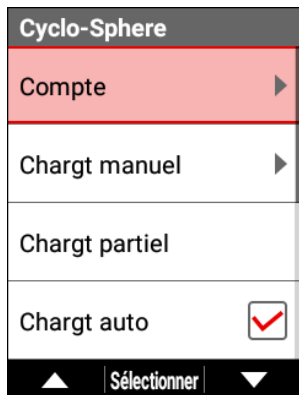 Cyclo-Sphere
Compte
Chargt manuel
Chargt partiel
Chargt auto
Sélectionner